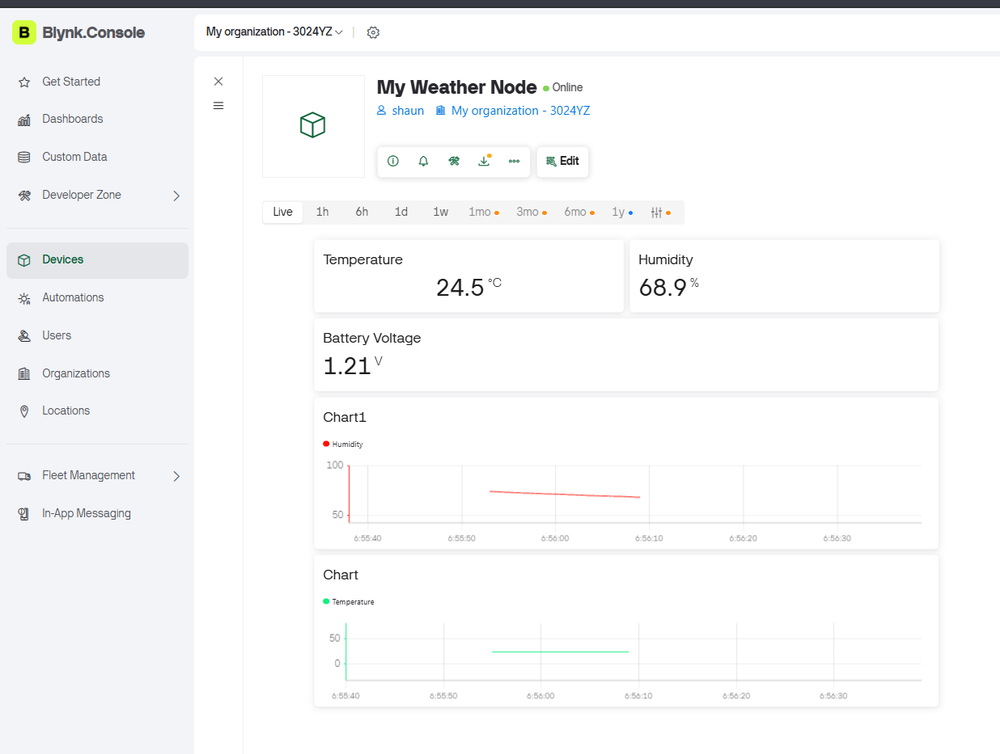 B Blynk.Console
My organization - 3024YZ
Get Started
Dashboards
Custom Data
Developer Zone
Devices
Automations
Users
Organizations
Locations
Fleet Management
In-App Messaging
My Weather Node Online
shaun My organization - 3024YZ
Edit
Live 1h 6h 1d 1w 1mo 3mo 6mo 1y
Temperature
24.5 °C
Humidity
68.9 %
Battery Voltage
1.21 V
Chart1
Humidity
100
50
6:55:40 6:55:50 6:56:00 6:56:10 6:56:20 6:56:30
Chart
Temperature
50
0
6:55:40 6:55:50 6:56:00 6:56:10 6:56:20 6:56:30